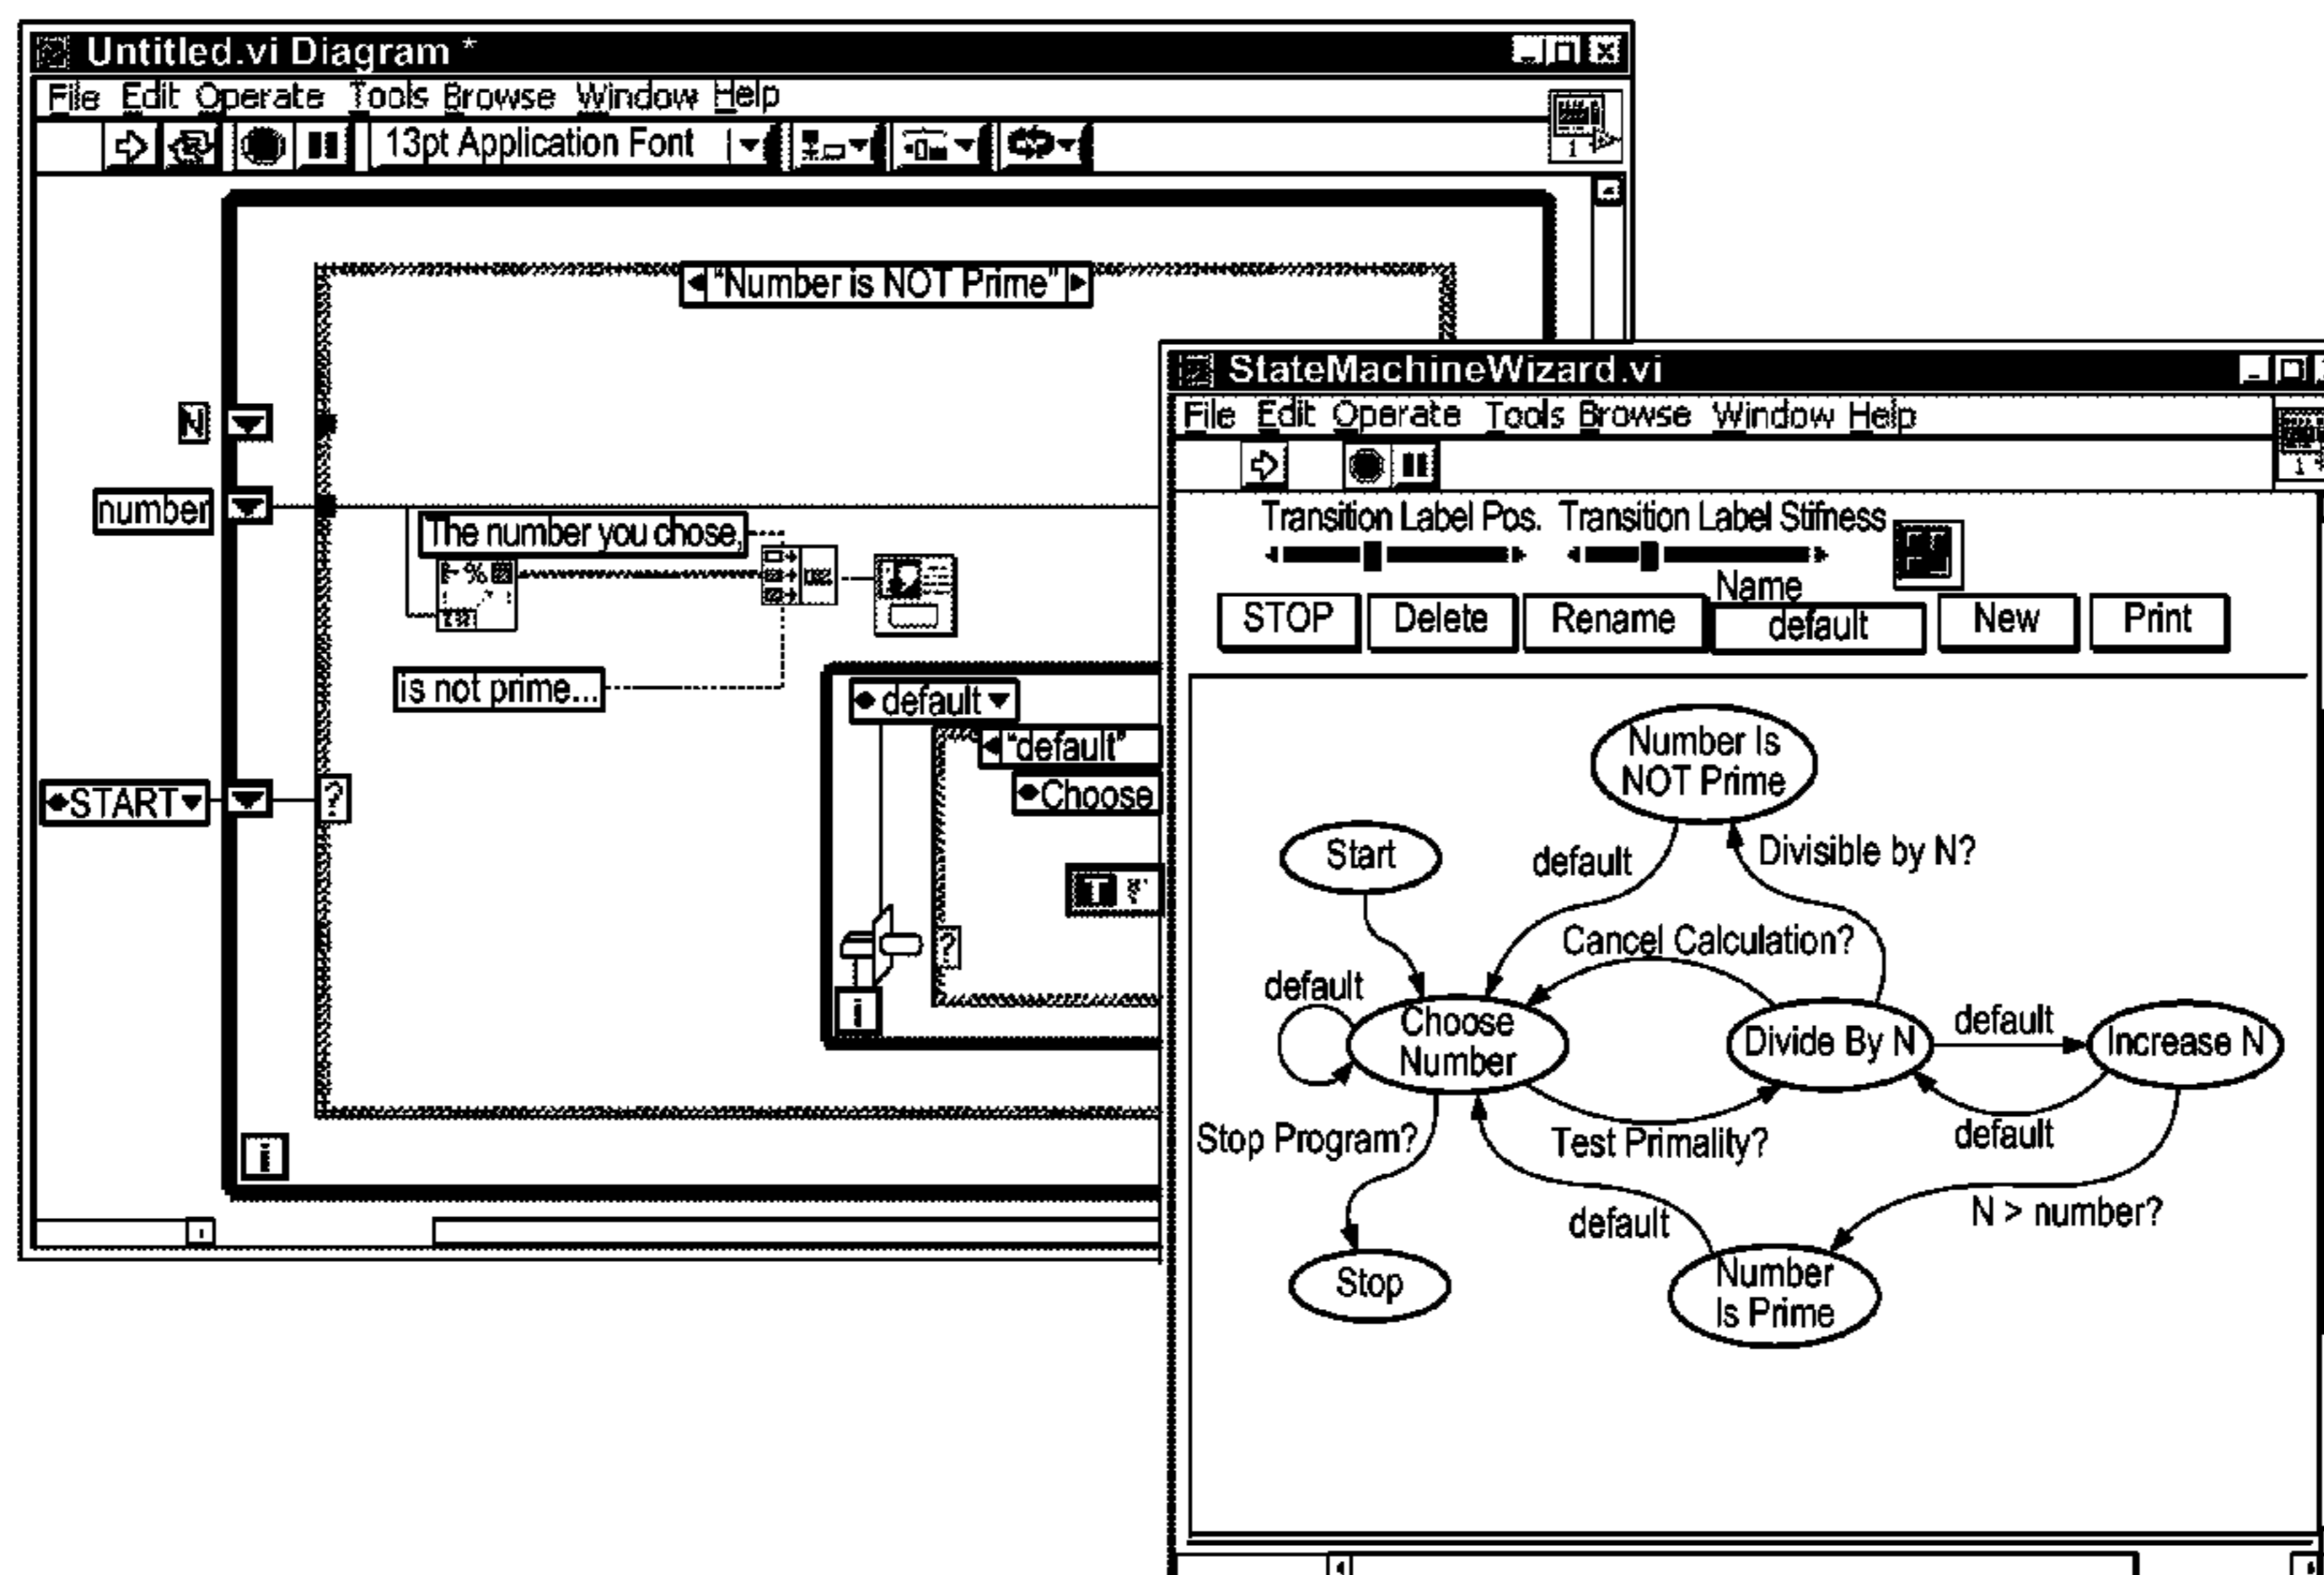 Untitled.vi Diagram *
File Edit Operate Tools Browse Window Help
13pt Application Font
1
"Number is NOT Prime"
N
number
The number you chose,
is not prime...
default
"default"
Choose
START
?
T
?
i
i
StateMachineWizard.vi
File Edit Operate Tools Browse Window Help
1
Transition Label Pos. Transition Label Stifness
Name
STOP Delete Rename default New Print
Number Is
NOT Prime
Start
default
Divisible by N?
Cancel Calculation?
default
Choose
Number
Divide By N
default
Increase N
Stop Program?
Test Primality?
default
default
N > number?
Stop
Number
Is Prime